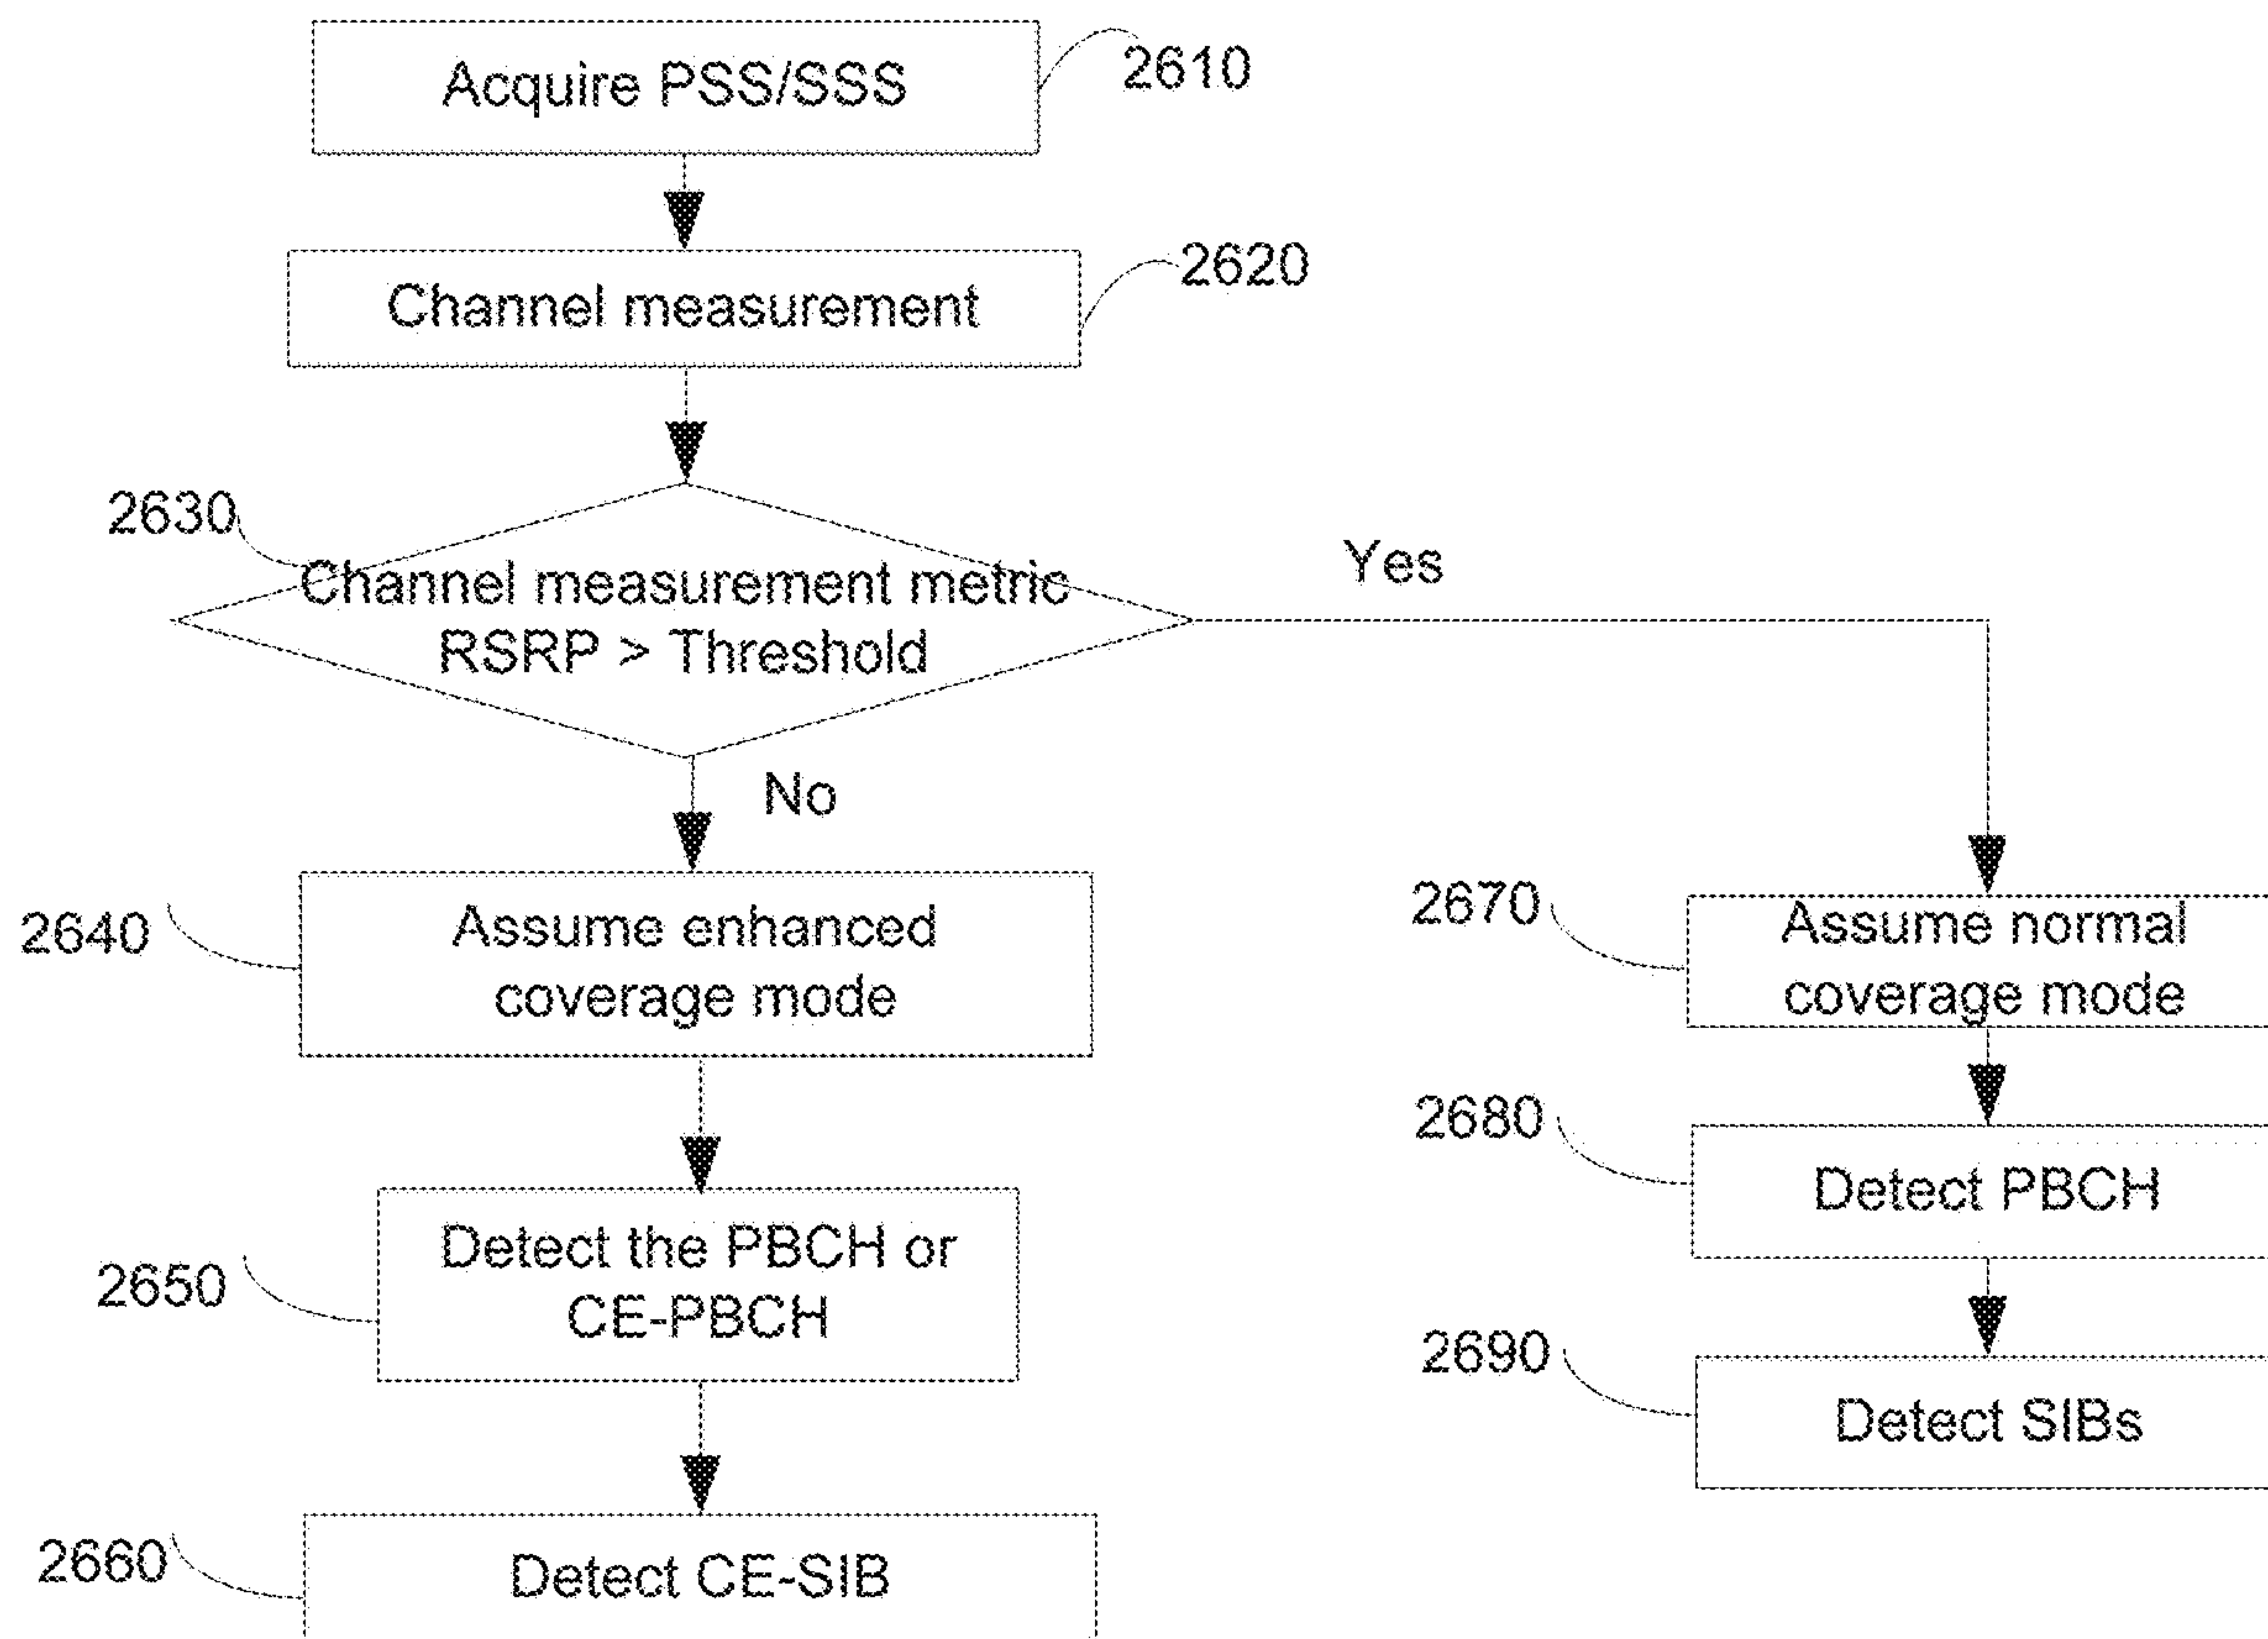 Acquire PSS/SSS
2610
Channel measurement
2620
2630
Channel measurement metric
RSRP > Threshold
Yes
No
2640
Assume enhanced
coverage mode
2670
Assume normal
coverage mode
2650
Detect the PBCH or
CE-PBCH
2680
Detect PBCH
2660
Detect CE-SIB
2690
Detect SIBs